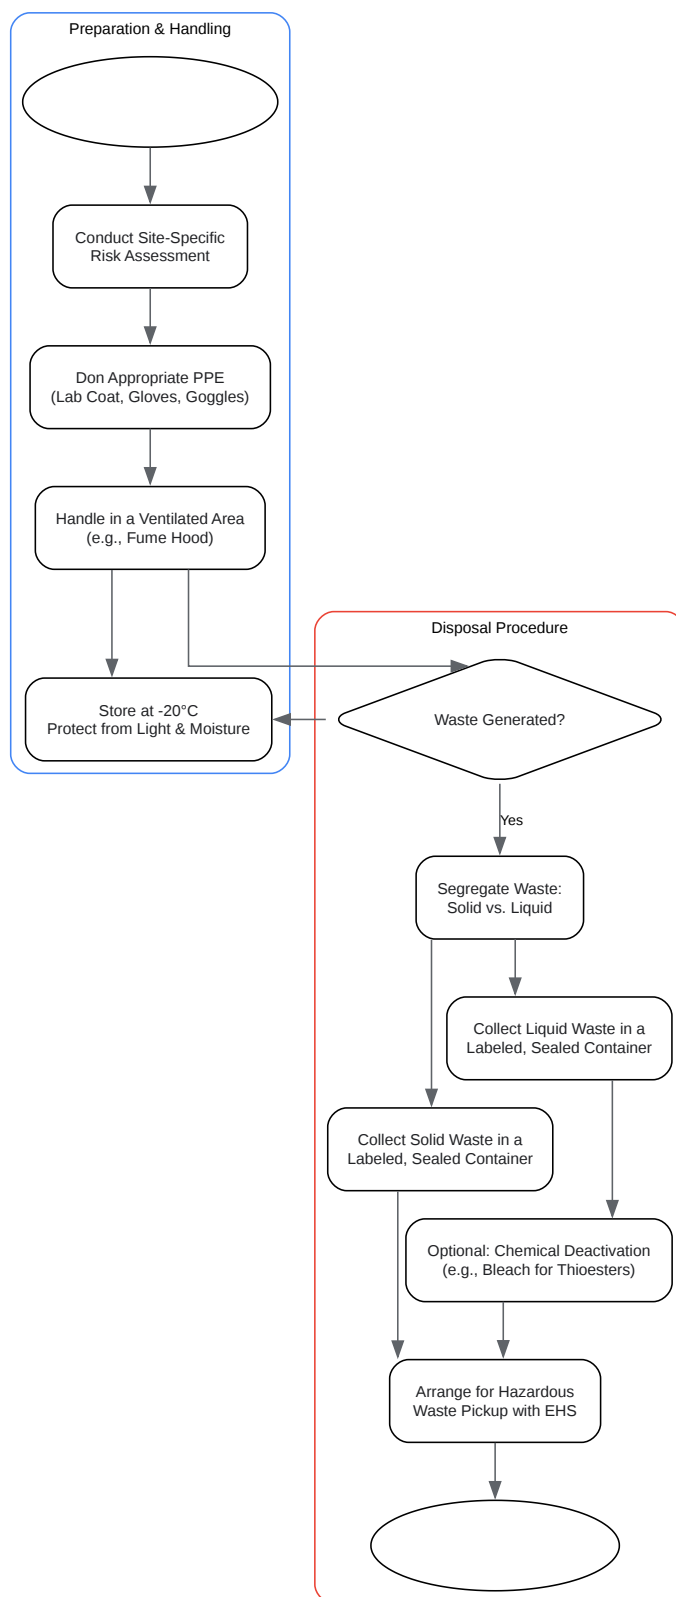 Preparation & Handling
Conduct Site-Specific
Risk Assessment
Don Appropriate PPE
(Lab Coat, Gloves, Goggles)
Handle in a Ventilated Area
(e.g., Fume Hood)
Store at -20°C
Protect from Light & Moisture
Disposal Procedure
Waste Generated?
Yes
Segregate Waste:
Solid vs. Liquid
Collect Liquid Waste in a
Labeled, Sealed Container
Collect Solid Waste in a
Labeled, Sealed Container
Optional: Chemical Deactivation
(e.g., Bleach for Thioesters)
Arrange for Hazardous
Waste Pickup with EHS